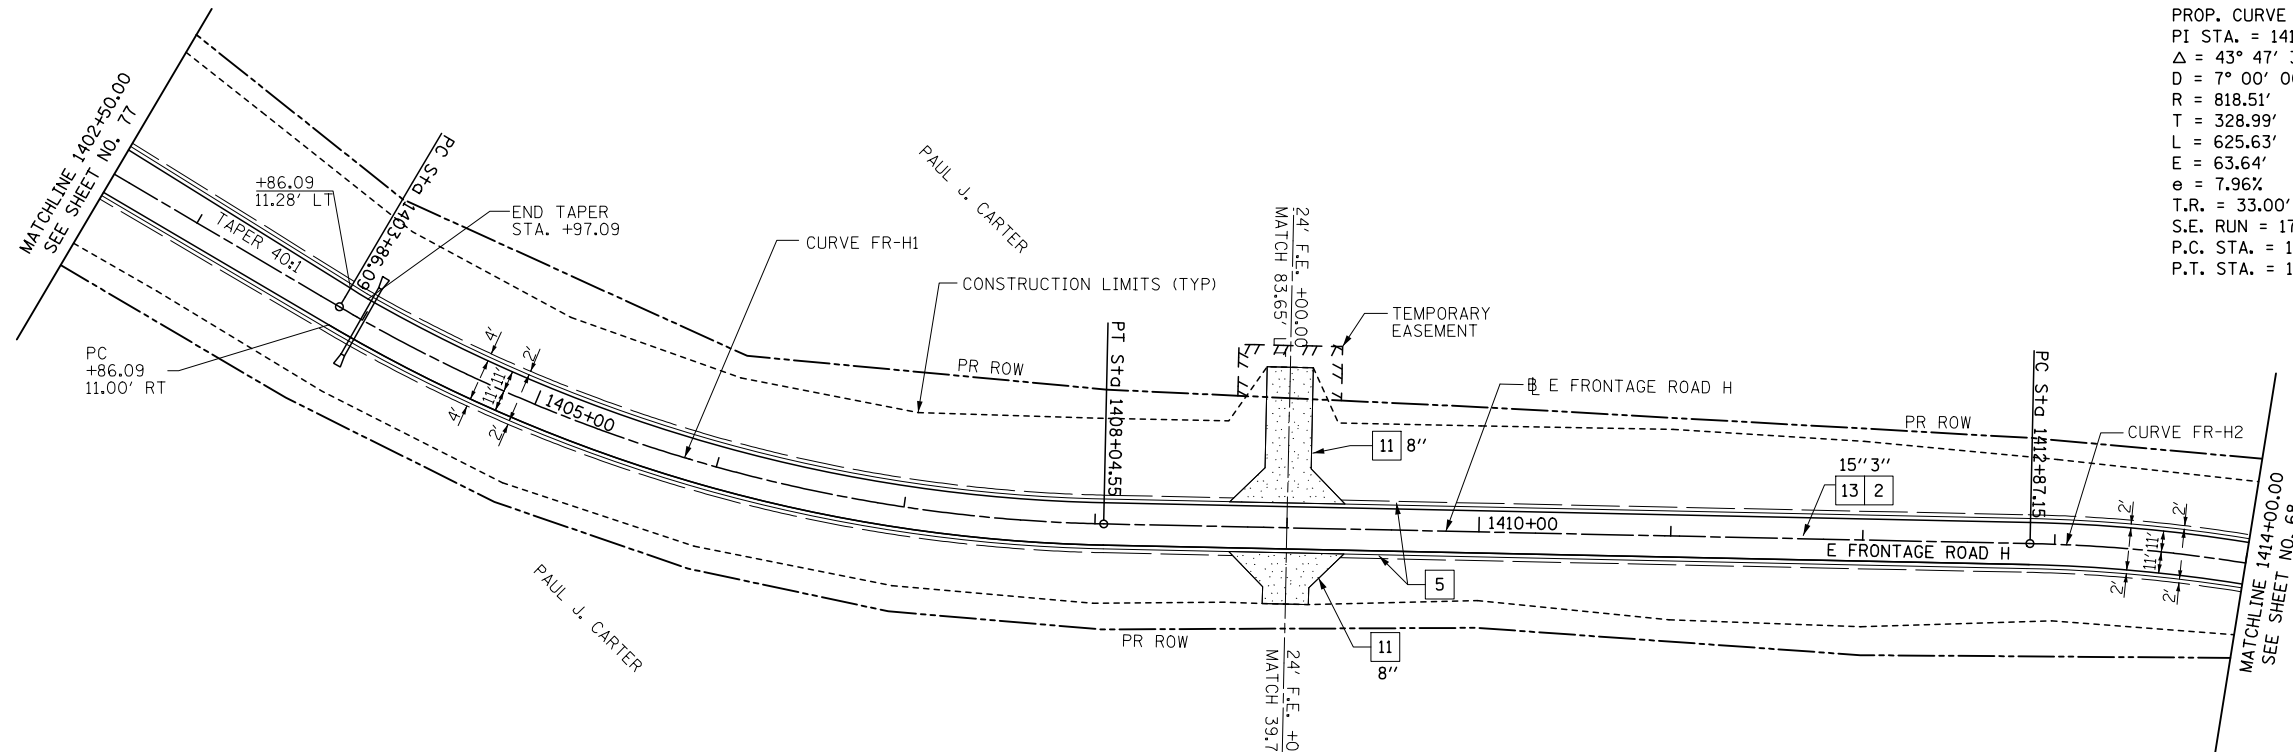 PROP. CURVE
PI STA. = 141
Δ = 43° 47'
D = 7° 00'
R = 818.51'
T = 328.99'
L = 625.63'
E = 63.64'
e = 7.96%
T.R. = 33.00'
S.E. RUN = 17
P.C. STA. = 1
P.T. STA. = 1
MATCHLINE 1402+50.00
SEE SHEET NO. 77
+86.09
11.28' LT
TAPER 40:1
PC Sta 1403+86.09
END TAPER
STA. +97.09
PC
+86.09
11.00' RT
4'
2'
11'
11'
4'
2'
1405+00
CURVE FR-H1
PAUL J. CARTER
CONSTRUCTION LIMITS (TYP)
PR ROW
PT Sta 1408+04.55
24' F.E. +00.00
MATCH 83.65'
TEMPORARY
EASEMENT
℄ E FRONTAGE ROAD H
11 8"
15" 3"
13 2
1410+00
E FRONTAGE ROAD H
PR ROW
PC Sta 1412+87.15
CURVE FR-H2
2'
2'
11'
11'
2'
2'
MATCHLINE 1414+00.00
SEE SHEET NO. 68
5
11
8"
PR ROW
PAUL J. CARTER
24' F.E. +0
MATCH 39.7